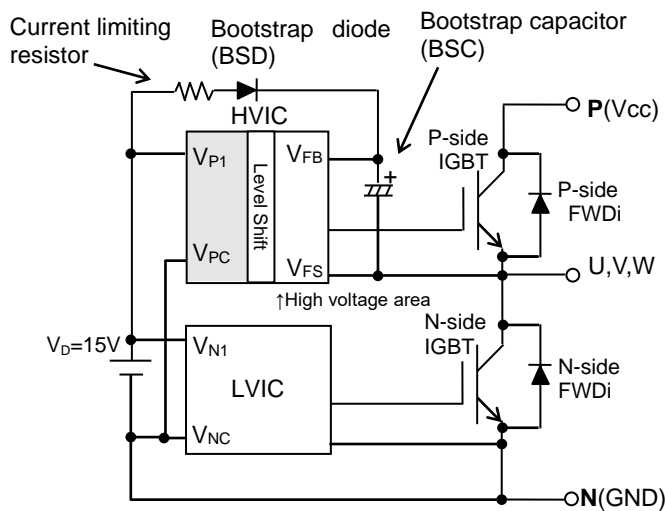 Current limiting
resistor
Bootstrap diode
(BSD)
Bootstrap capacitor
(BSC)
HVIC
P(Vcc)
VP1
Level Shift
VFB
+
P-side
IGBT
P-side
FWDi
VPC
VFS
U,V,W
↑High voltage area
VD=15V
VN1
LVIC
N-side
IGBT
N-side
FWDi
VNC
N(GND)